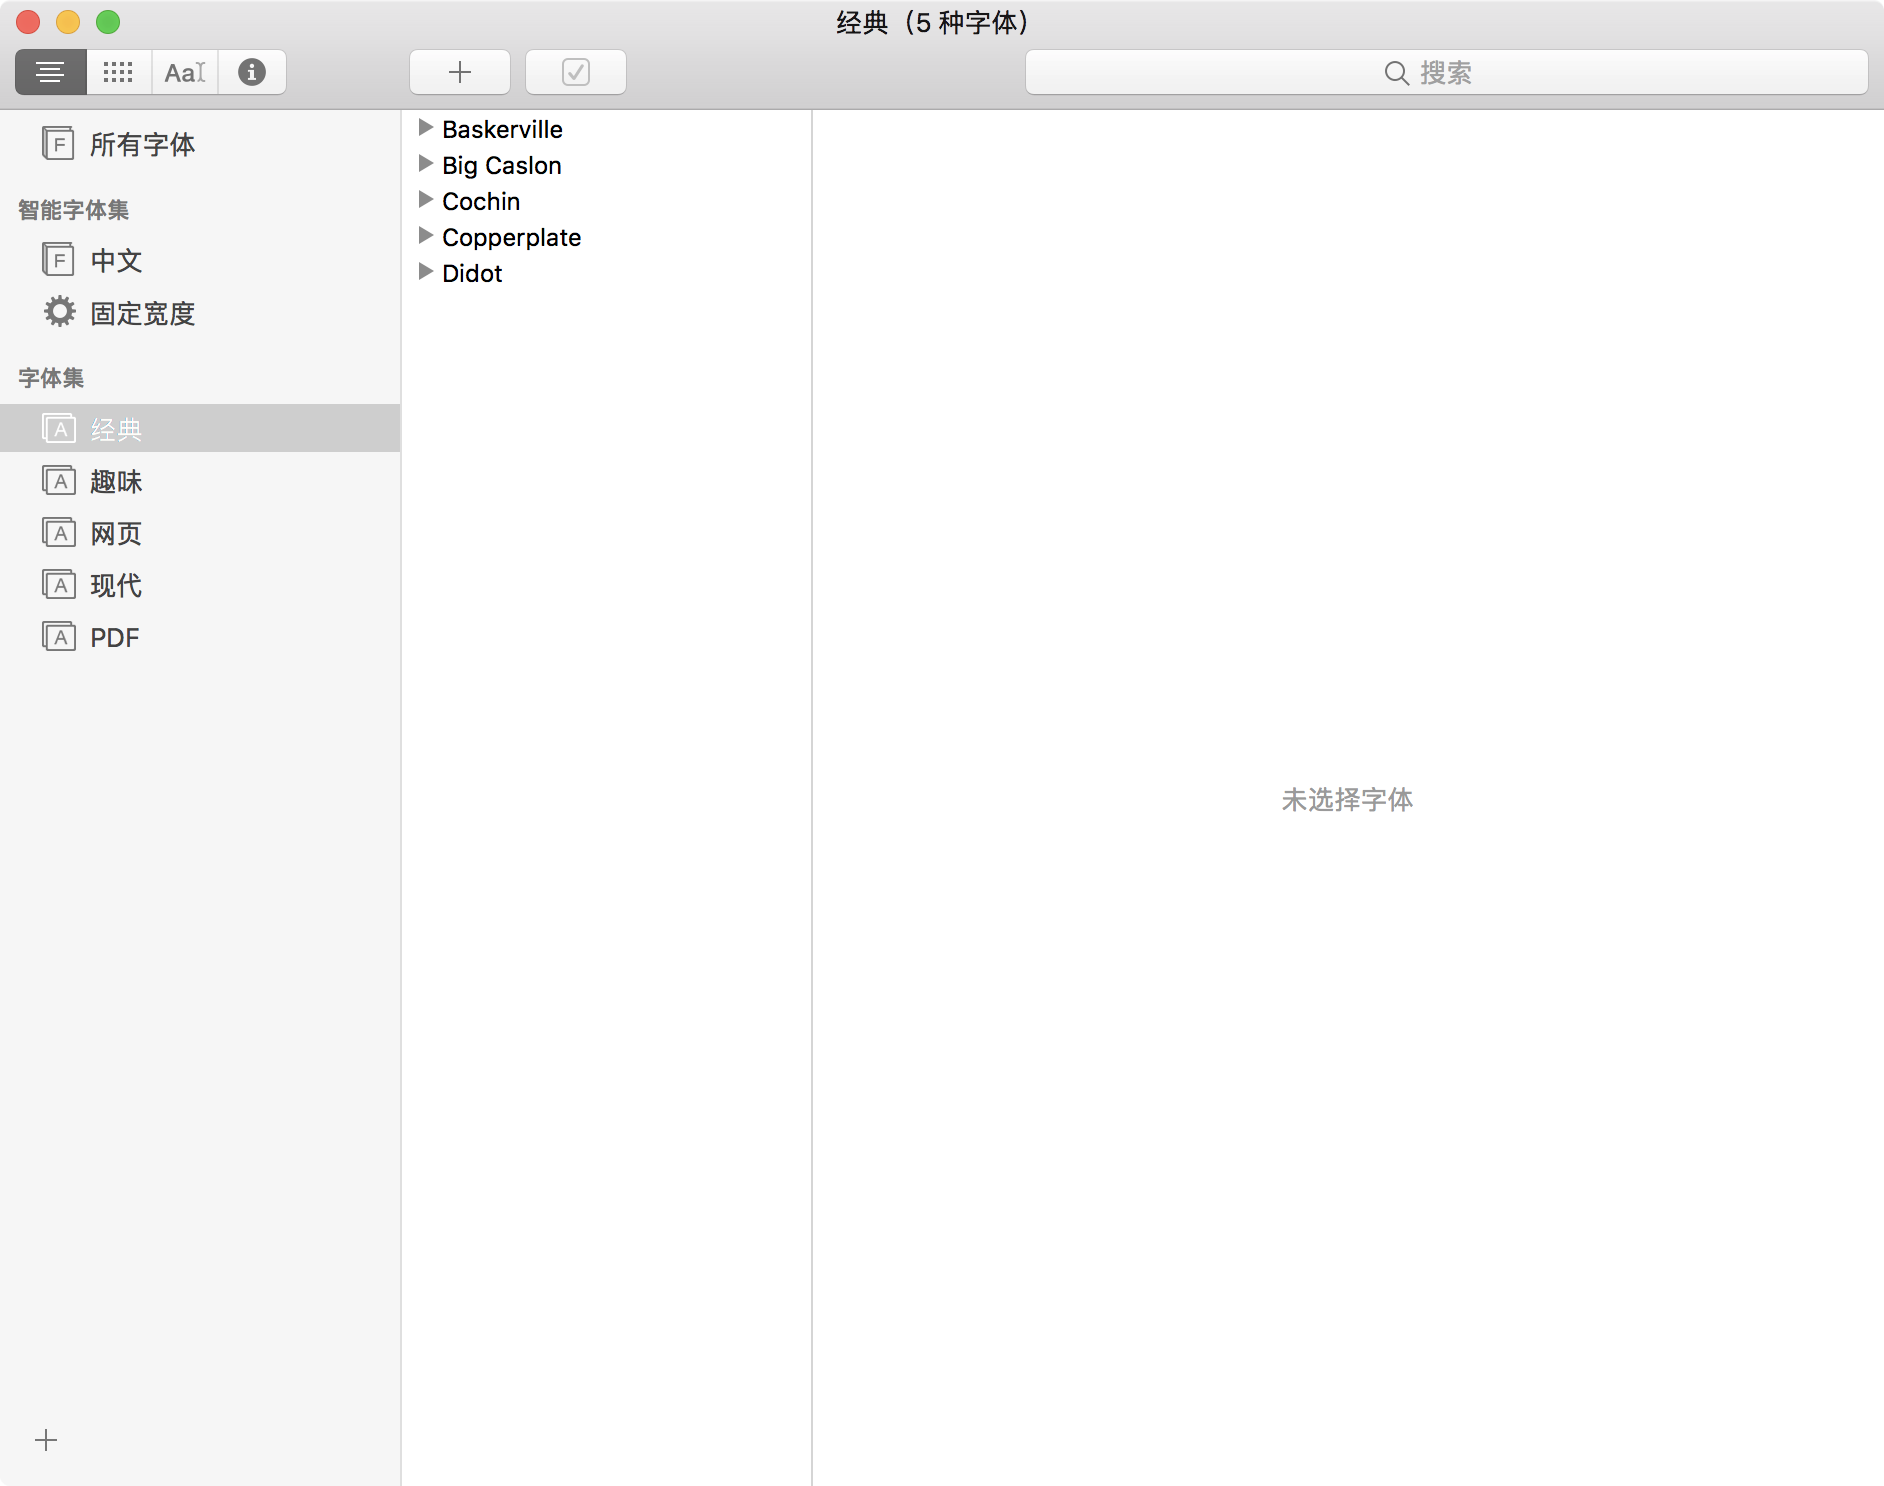 经典（5 种字体）
Aa
搜索
所有字体
智能字体集
中文
固定宽度
字体集
经典
趣味
网页
现代
PDF
Baskerville
Big Caslon
Cochin
Copperplate
Didot
未选择字体